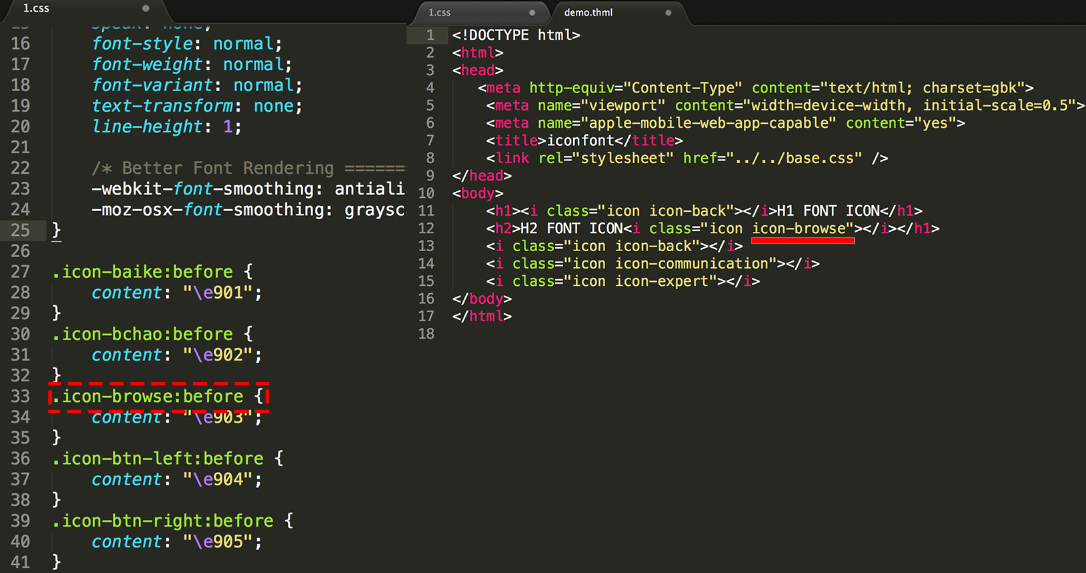 1.css
16 font-style: normal;
17 font-weight: normal;
18 font-variant: normal;
19 text-transform: none;
20 line-height: 1;
21
22 /* Better Font Rendering =======
23 -webkit-font-smoothing: antiali
24 -moz-osx-font-smoothing: graysc
25 }
26
27 .icon-baike:before {
28 content: "\e901";
29 }
30 .icon-bchao:before {
31 content: "\e902";
32 }
33 .icon-browse:before {
34 content: "\e903";
35 }
36 .icon-btn-left:before {
37 content: "\e904";
38 }
39 .icon-btn-right:before {
40 content: "\e905";
41 }
1.css demo.thml
1 <!DOCTYPE html>
2 <html>
3 <head>
4 <meta http-equiv="Content-Type" content="text/html; charset=gbk">
5 <meta name="viewport" content="width=device-width, initial-scale=0.5">
6 <meta name="apple-mobile-web-app-capable" content="yes">
7 <title>iconfont</title>
8 <link rel="stylesheet" href="../../base.css" />
9 </head>
10 <body>
11 <h1><i class="icon icon-back"></i>H1 FONT ICON</h1>
12 <h2>H2 FONT ICON<i class="icon icon-browse"></i></h1>
13 <i class="icon icon-back"></i>
14 <i class="icon icon-communication"></i>
15 <i class="icon icon-expert"></i>
16 </body>
17 </html>
18